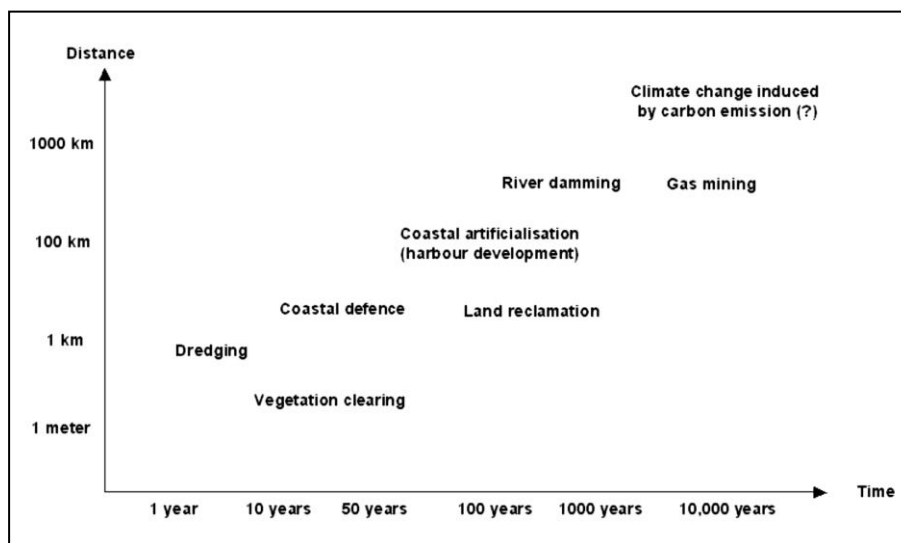 Distance
Climate change induced
by carbon emission (?)
1000 km
River damming
Gas mining
Coastal artificialisation
(harbour development)
100 km
Coastal defence
Land reclamation
1 km
Dredging
Vegetation clearing
1 meter
Time
1 year
10 years
50 years
100 years
1000 years
10,000 years